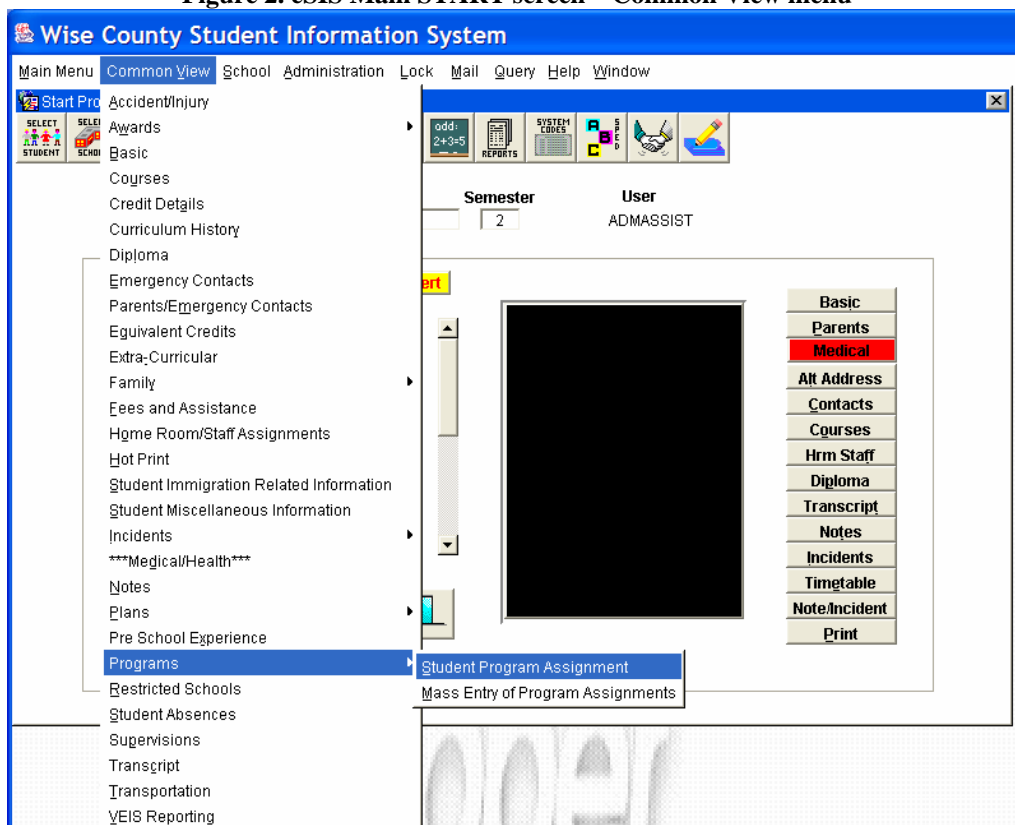 Figure 2. eSIS Main START screen – Common View menu
Wise County Student Information System
Main Menu Common View School Administration Lock Mail Query Help Window
Start Pro
SELECT STUDENT
add: 2+3=5
REPORTS
SYSTEM CODES
A B C SPED
Accident/Injury
Awards
Basic
Courses
Credit Details
Curriculum History
Diploma
Emergency Contacts
Parents/Emergency Contacts
Equivalent Credits
Extra-Curricular
Family
Fees and Assistance
Home Room/Staff Assignments
Hot Print
Student Immigration Related Information
Student Miscellaneous Information
Incidents
***Medical/Health***
Notes
Plans
Pre School Experience
Programs
Restricted Schools
Student Absences
Supervisions
Transcript
Transportation
VEIS Reporting
Student Program Assignment
Mass Entry of Program Assignments
Semester User
2 ADMASSIST
ert
Basic
Parents
Medical
Alt Address
Contacts
Courses
Hrm Staff
Diploma
Transcript
Notes
Incidents
Timetable
Note/Incident
Print